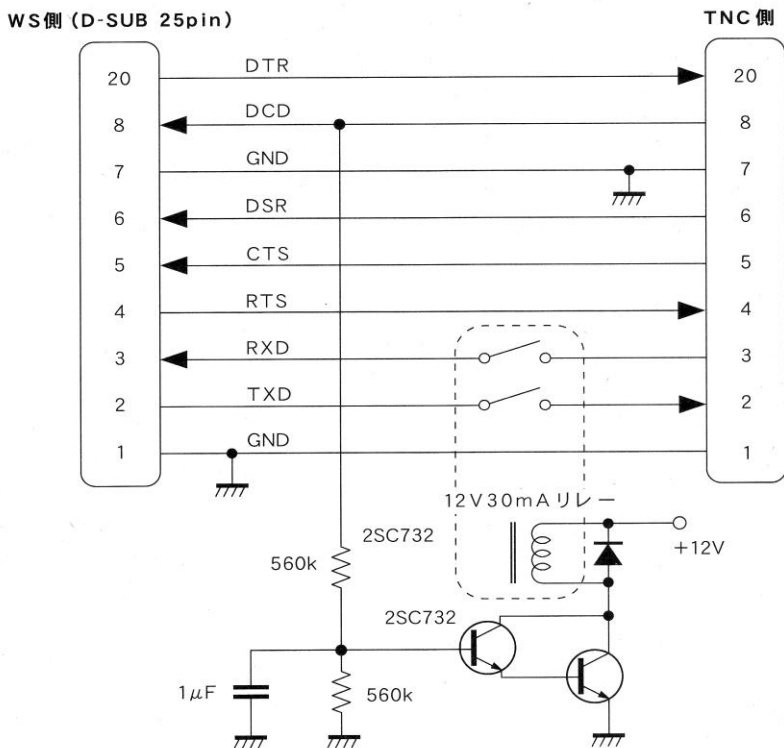 WS側 (D-SUB 25pin)
TNC側
20 DTR 20
8 DCD 8
7 GND 7
6 DSR 6
5 CTS 5
4 RTS 4
3 RXD 3
2 TXD 2
1 GND 1
12V30mAリレー
+12V
2SC732
560k
2SC732
1μF
560k